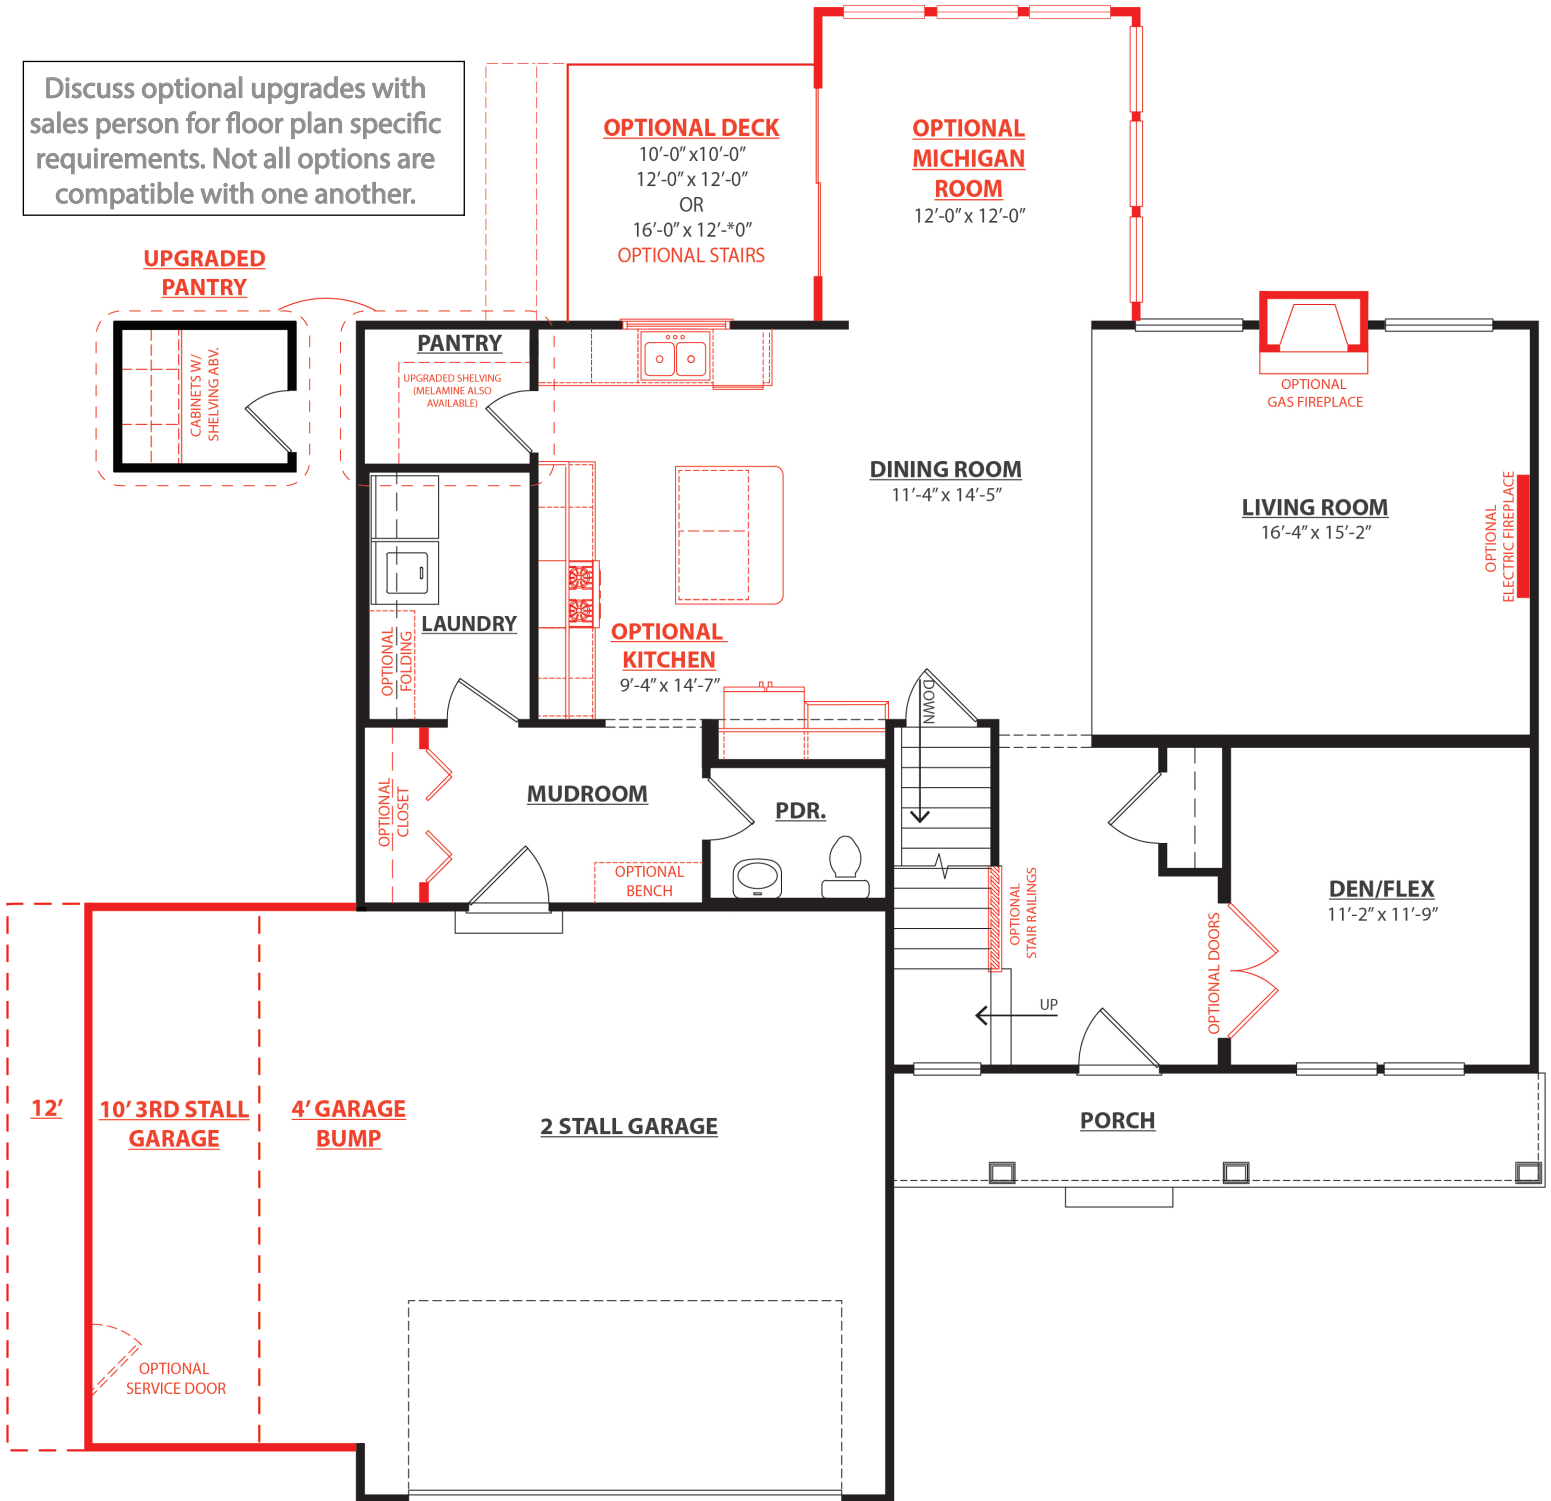 Discuss optional upgrades with
sales person for floor plan specific
requirements. Not all options are
compatible with one another.
OPTIONAL DECK
10’-0” x10’-0”
12’-0” x 12’-0”
OR
16’-0” x 12’-*0”
OPTIONAL STAIRS
OPTIONAL
MICHIGAN
ROOM
12’-0” x 12’-0”
UPGRADED
PANTRY
CABINETS W/
SHELVING ABV.
PANTRY
UPGRADED SHELVING
(MELAMINE ALSO
AVAILABLE)
OPTIONAL
GAS FIREPLACE
DINING ROOM
11’-4” x 14’-5”
LIVING ROOM
16’-4” x 15’-2”
OPTIONAL
ELECTRIC FIREPLACE
LAUNDRY
OPTIONAL
FOLDING
OPTIONAL
KITCHEN
9’-4” x 14’-7”
DOWN
OPTIONAL
CLOSET
MUDROOM
PDR.
OPTIONAL
BENCH
OPTIONAL
STAIR RAILINGS
DEN/FLEX
11’-2” x 11’-9”
OPTIONAL DOORS
UP
12’
10’ 3RD STALL
GARAGE
4’ GARAGE
BUMP
2 STALL GARAGE
PORCH
OPTIONAL
SERVICE DOOR